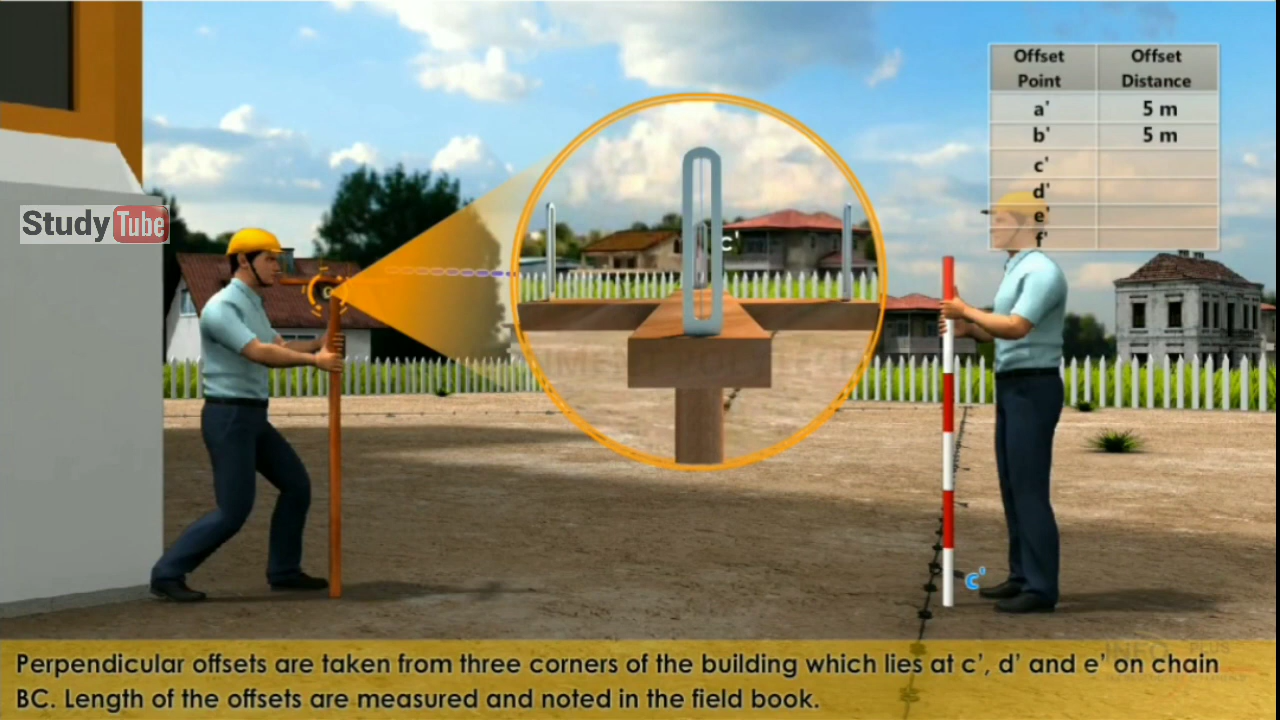 Offset Offset
Point Distance
a' 5 m
b' 5 m
c'
d'
e'
f'
StudyTube
c'
c'
Perpendicular offsets are taken from three corners of the building which lies at c', d' and e' on chain
BC. Length of the offsets are measured and noted in the field book.